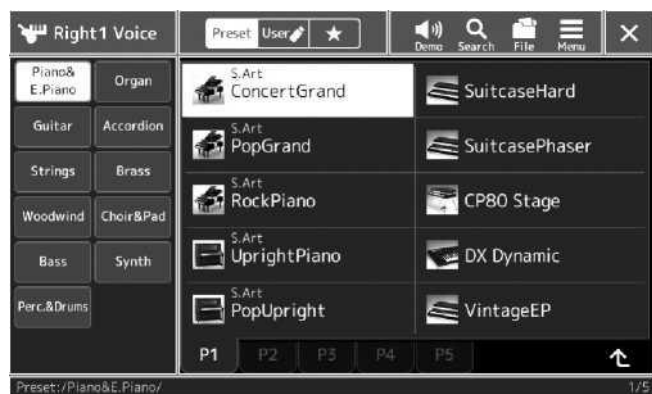 Right1 Voice
Preset User ★
Demo Search File Menu
Piano& E.Piano
Organ
Guitar
Accordion
Strings
Brass
Woodwind
Choir&Pad
Bass
Synth
Perc.&Drums
S.Art
ConcertGrand
SuitcaseHard
S.Art
PopGrand
SuitcasePhaser
S.Art
RockPiano
CP80 Stage
S.Art
UprightPiano
DX Dynamic
S.Art
PopUpright
VintageEP
P1 P2 P3 P4 P5
Preset:/Piano&E.Piano/
1/5